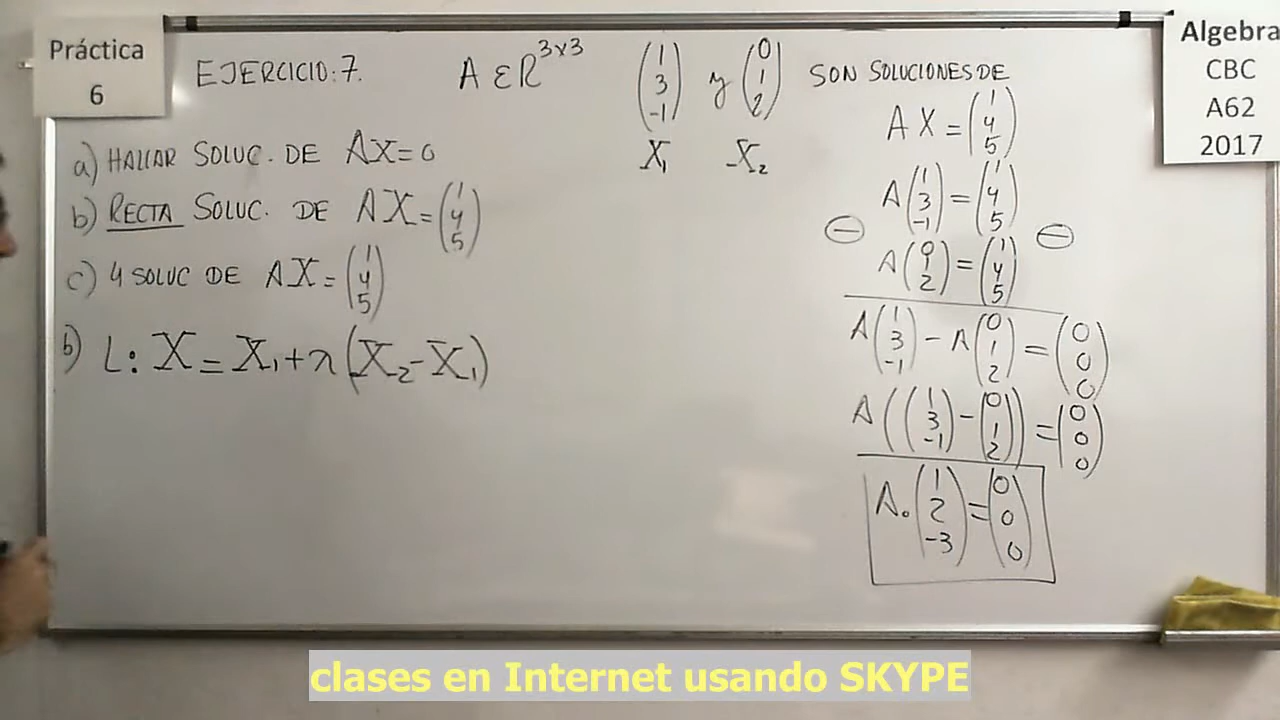 Práctica
6
EJERCICIO: 7. A ε R^{3x3} (1 3 -1) y (0 1 2) SON SOLUCIONES DE
X₁ X₂
AX = (1 4 5)
a) HALLAR SOLUC. DE AX=0
b) RECTA SOLUC. DE AX = (1 4 5)
c) 4 SOLUC DE AX = (1 4 5)
b) L: X = X₁ + λ(X₂ - X₁)
A(1 3 -1) = (1 4 5)
⊖ ⊖
A(0 1 2) = (1 4 5)
A(1 3 -1) - A(0 1 2) = (0 0 0)
A((1 3 -1) - (0 1 2)) = (0 0 0)
A.(1 2 -3) = (0 0 0)
Algebra
CBC
A62
2017
clases en Internet usando SKYPE